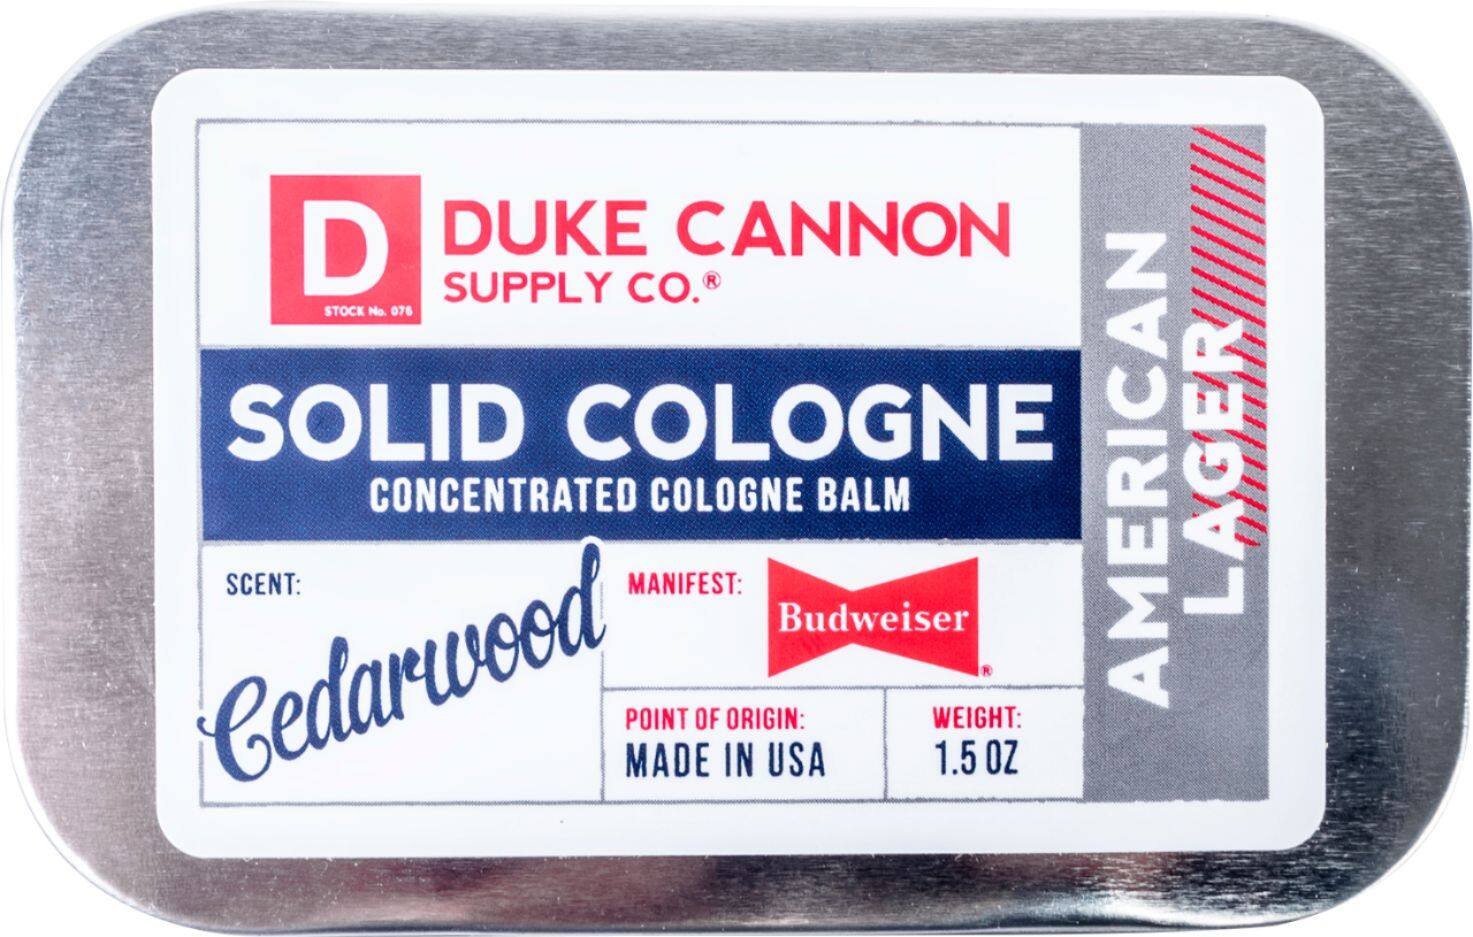 D
STOCK No. 076
DUKE CANNON
SUPPLY CO.®
SOLID COLOGNE
CONCENTRATED COLOGNE BALM
SCENT:
Cedarwood
MANIFEST:
Budweiser®
POINT OF ORIGIN:
MADE IN USA
WEIGHT:
1.5 OZ
AMERICAN
LAGER